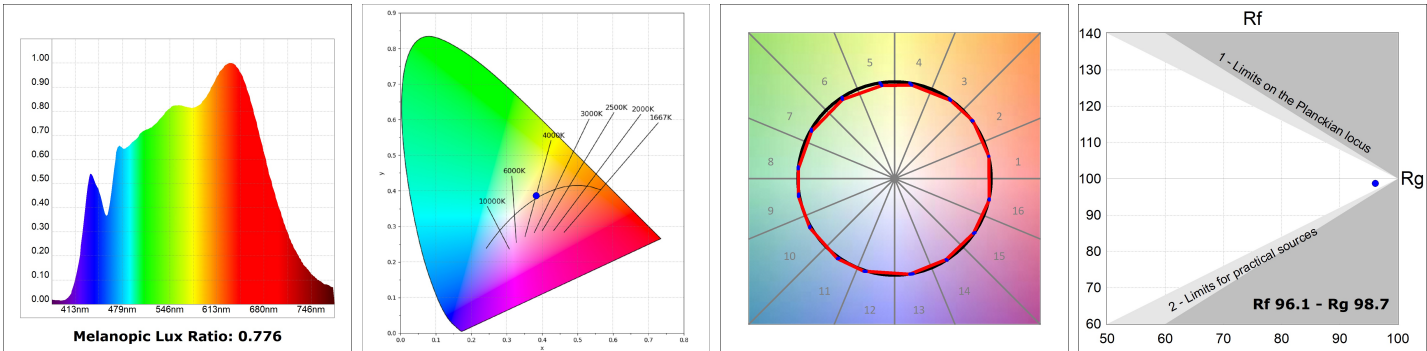 1.00
0.90
0.80
0.70
0.60
0.50
0.40
0.30
0.20
0.10
0.00
413nm 479nm 546nm 613nm 680nm 746nm
Melanopic Lux Ratio: 0.776
0.9
0.8
0.7
0.6
0.5
0.4
0.3
0.2
0.1
0.0
y
0.0 0.1 0.2 0.3 0.4 0.5 0.6 0.7 0.8
x
1667K
2000K
2500K
3000K
4000K
6000K
10000K
5 4
6 3
7 2
8 1
9 16
10 15
11 14
12 13
Rf
140
130
120
110
100
90
80
70
60
Rg
1 - Limits on the Planckian locus
2 - Limits for practical sources
Rf 96.1 - Rg 98.7
50 60 70 80 90 100